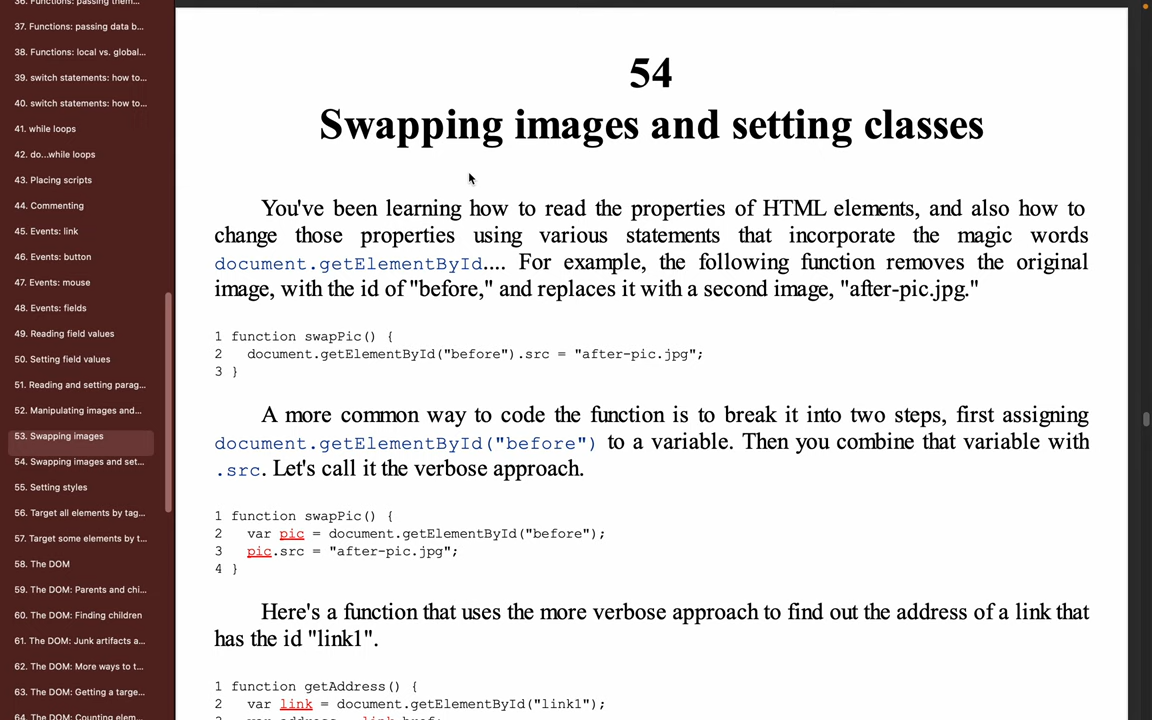 36. Functions: passing them...
37. Functions: passing data b...
38. Functions: local vs. global...
39. switch statements: how to...
40. switch statements: how to...
41. while loops
42. do...while loops
43. Placing scripts
44. Commenting
45. Events: link
46. Events: button
47. Events: mouse
48. Events: fields
49. Reading field values
50. Setting field values
51. Reading and setting parag...
52. Manipulating images and...
53. Swapping images
54. Swapping images and set...
55. Setting styles
56. Target all elements by tag...
57. Target some elements by t...
58. The DOM
59. The DOM: Parents and chi...
60. The DOM: Finding children
61. The DOM: Junk artifacts a...
62. The DOM: More ways to t...
63. The DOM: Getting a targe...
64. The DOM: Counting elem...
54
Swapping images and setting classes
You've been learning how to read the properties of HTML elements, and also how to
change those properties using various statements that incorporate the magic words
document.getElementById.... For example, the following function removes the original
image, with the id of "before," and replaces it with a second image, "after-pic.jpg."
1 function swapPic() {
2   document.getElementById("before").src = "after-pic.jpg";
3 }
A more common way to code the function is to break it into two steps, first assigning
document.getElementById("before") to a variable. Then you combine that variable with
.src. Let's call it the verbose approach.
1 function swapPic() {
2   var pic = document.getElementById("before");
3   pic.src = "after-pic.jpg";
4 }
Here's a function that uses the more verbose approach to find out the address of a link that
has the id "link1".
1 function getAddress() {
2   var link = document.getElementById("link1");
3   var address = link.href;